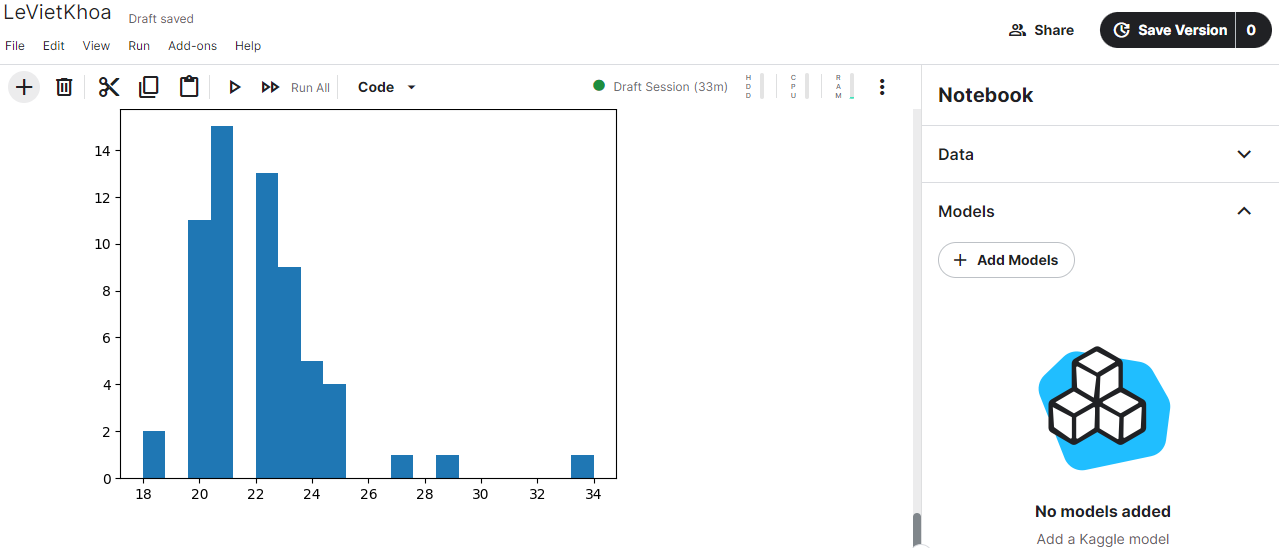 LeVietKhoa Draft saved
File Edit View Run Add-ons Help
Share
Save Version 0
Run All Code
Draft Session (33m)
HDD CPU RAM
14
12
10
8
6
4
2
0
18 20 22 24 26 28 30 32 34
Notebook
Data
Models
+ Add Models
No models added
Add a Kaggle model